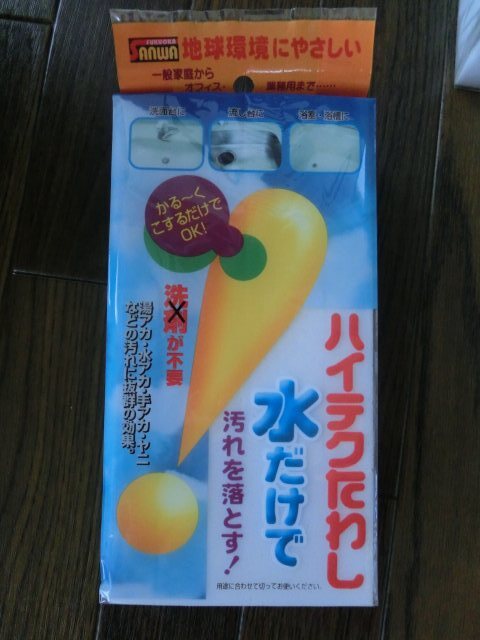 FUKUOKA
SANWA
地球環境にやさしい
一般家庭から
オフィス・業務用まで……
洗面台に
流し台に
浴室・浴槽に
かる～く
こするだけで
OK!
洗剤が不要
湯アカ・水アカ・手アカ・ヤニ
などの汚れに抜群の効果。
ハイテクたわし
水だけで
汚れを落とす!
用途に合わせて切ってお使いください。